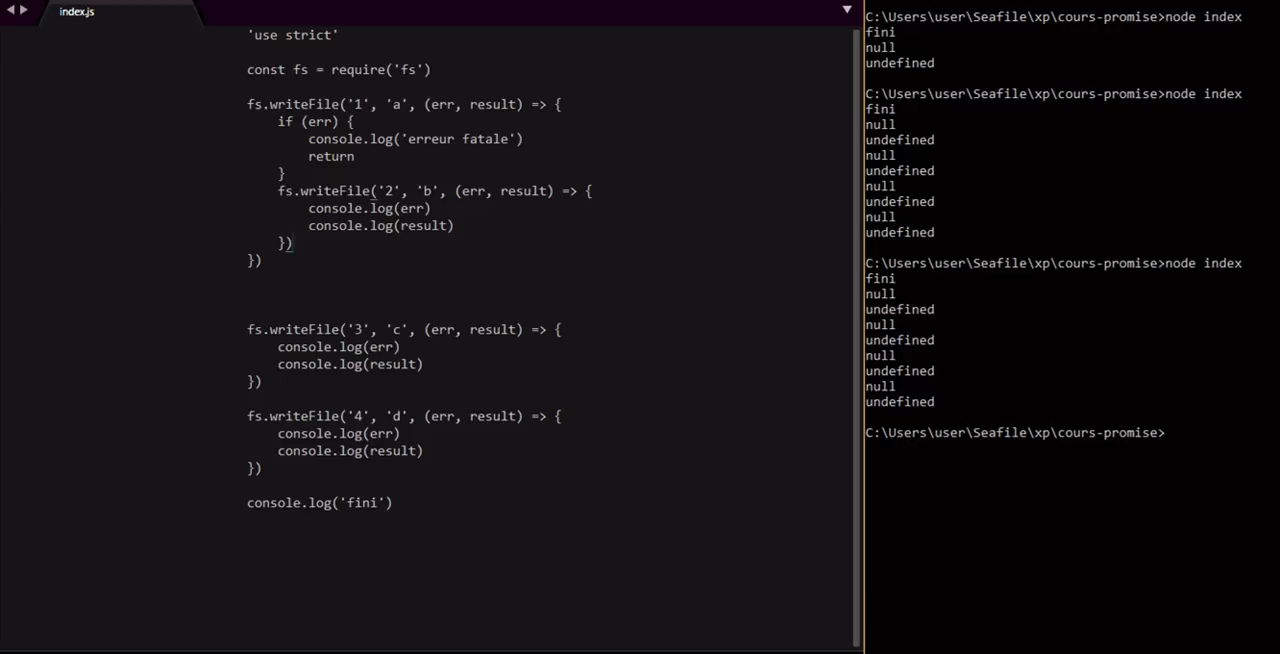 index.js
'use strict'
const fs = require('fs')
fs.writeFile('1', 'a', (err, result) => {
if (err) {
console.log('erreur fatale')
return
}
fs.writeFile('2', 'b', (err, result) => {
console.log(err)
console.log(result)
})
})
fs.writeFile('3', 'c', (err, result) => {
console.log(err)
console.log(result)
})
fs.writeFile('4', 'd', (err, result) => {
console.log(err)
console.log(result)
})
console.log('fini')
C:\Users\user\Seafile\xp\cours-promise>node index
fini
null
undefined
C:\Users\user\Seafile\xp\cours-promise>node index
fini
null
undefined
null
undefined
null
undefined
null
undefined
C:\Users\user\Seafile\xp\cours-promise>node index
fini
null
undefined
null
undefined
null
undefined
null
undefined
C:\Users\user\Seafile\xp\cours-promise>